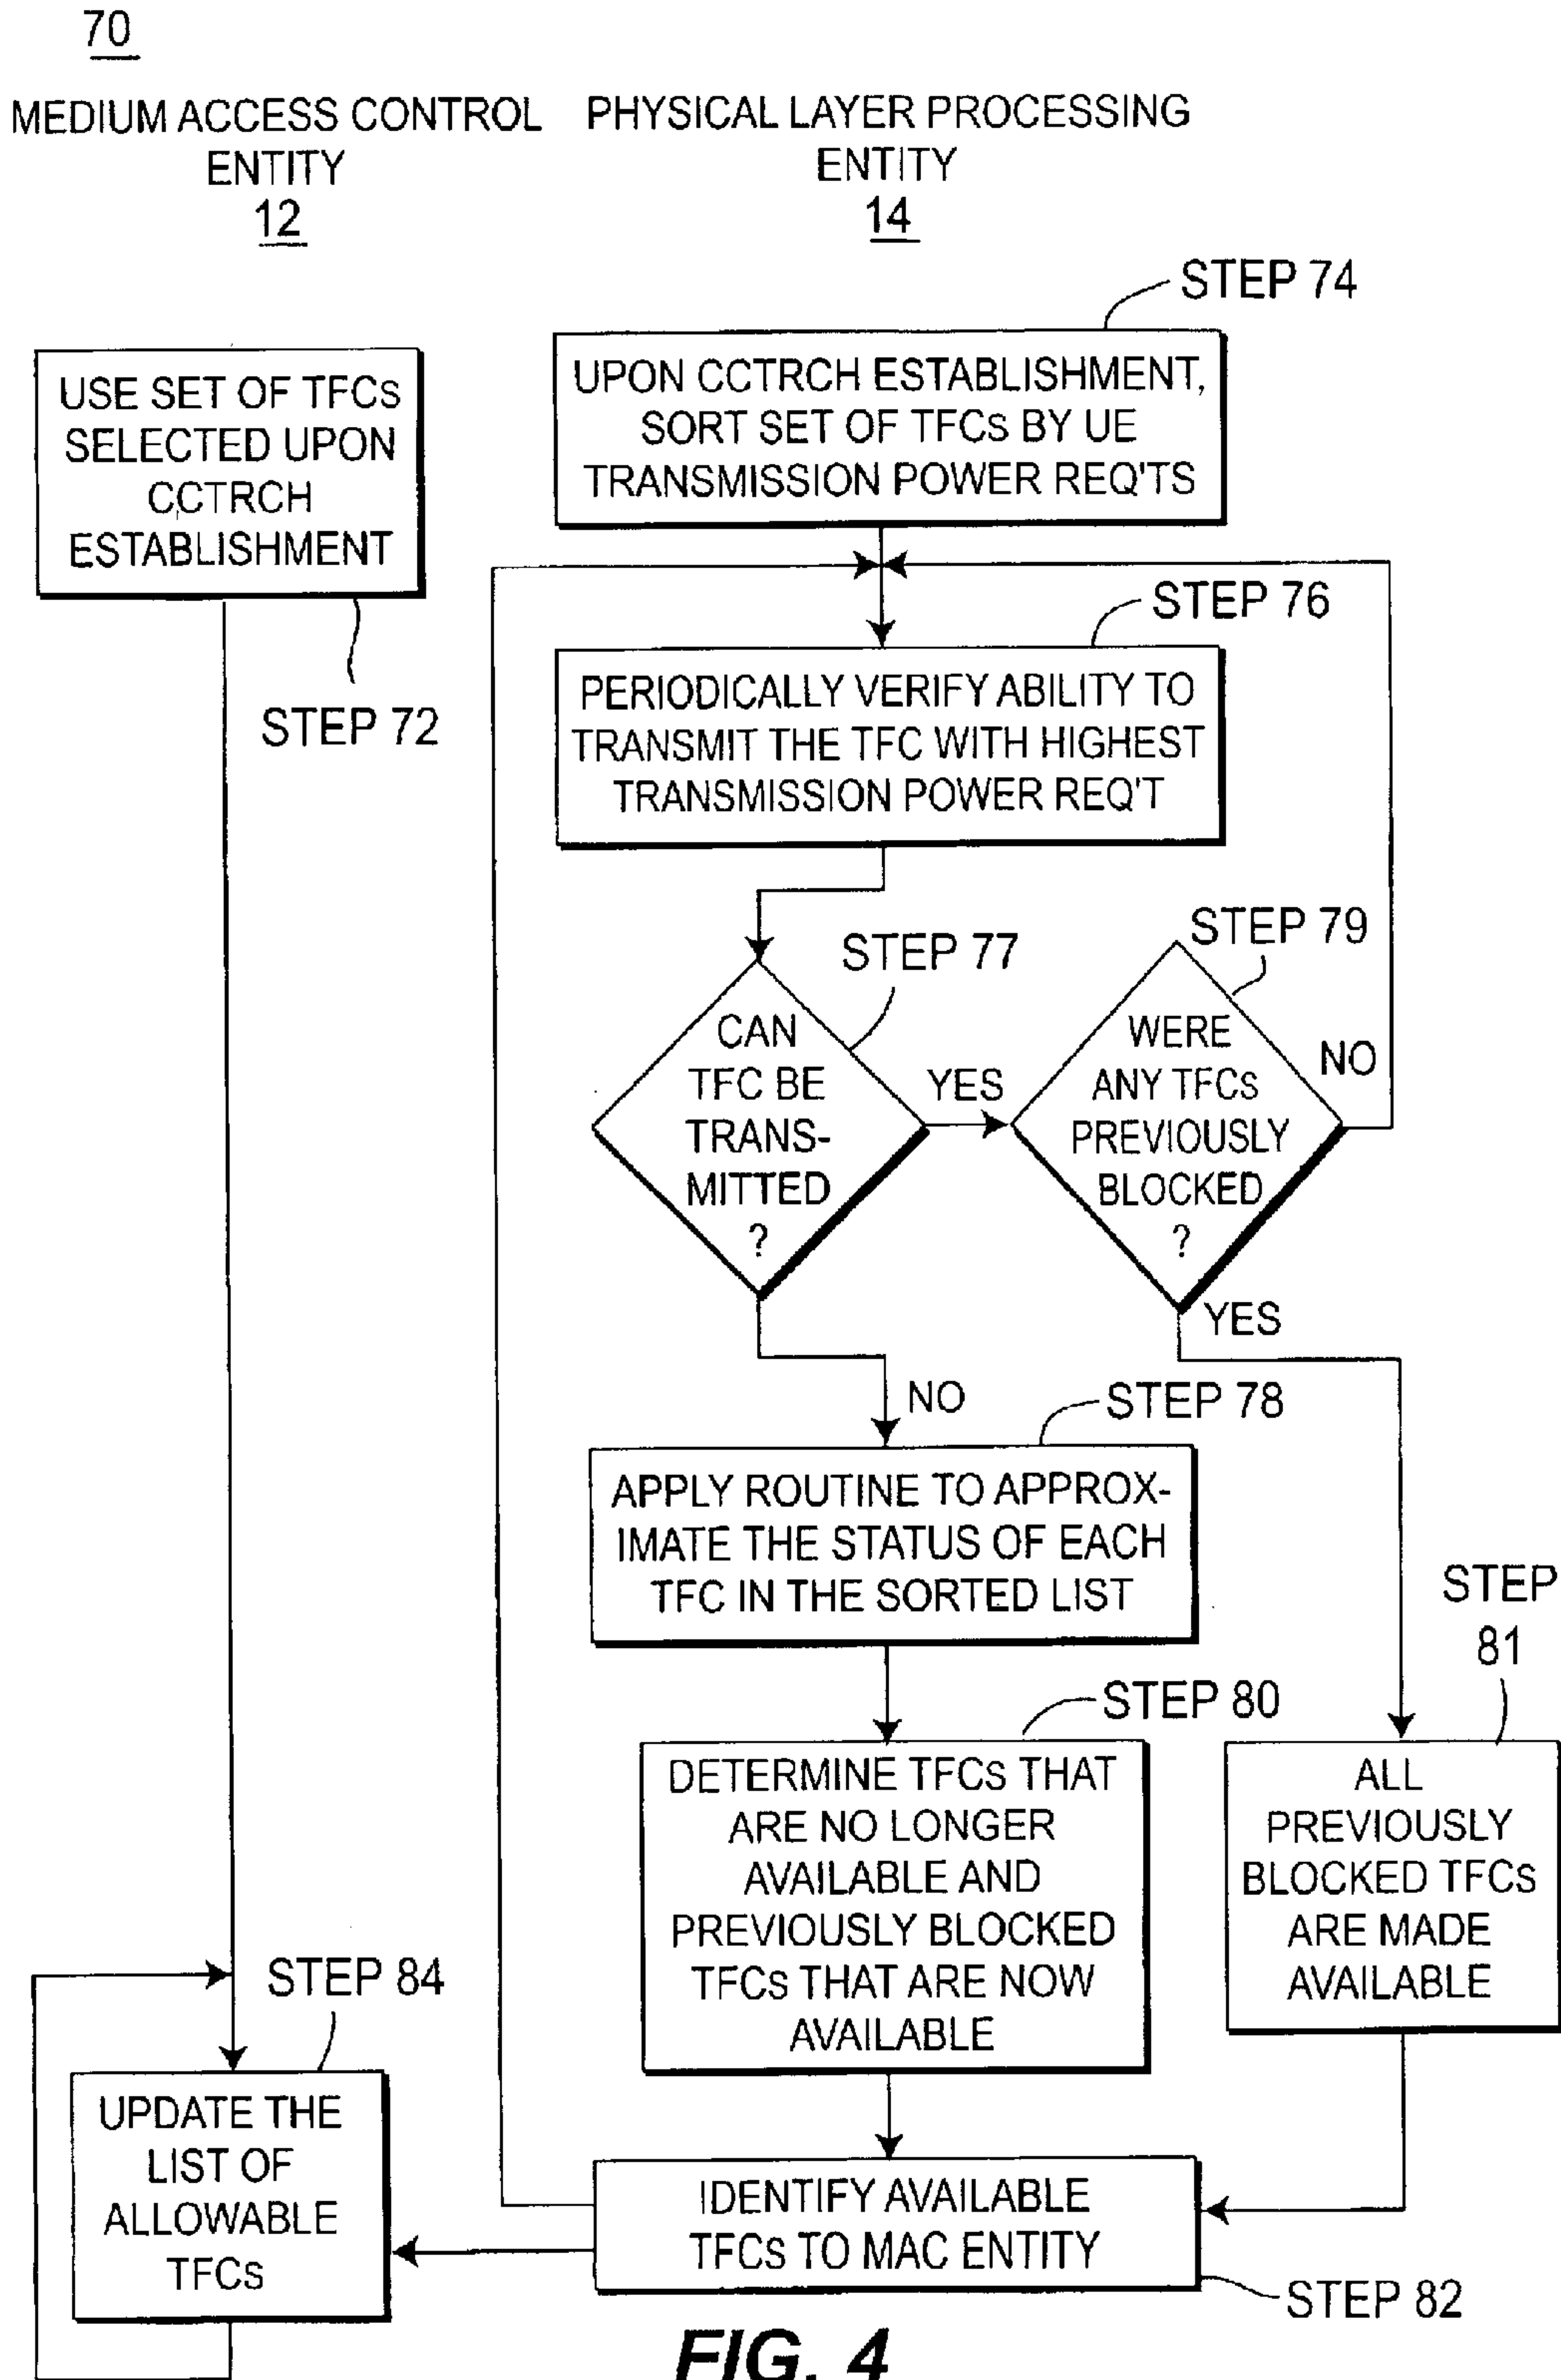 70
MEDIUM ACCESS CONTROL
ENTITY
12
PHYSICAL LAYER PROCESSING
ENTITY
14
STEP 74
UPON CCTRCH ESTABLISHMENT,
SORT SET OF TFCs BY UE
TRANSMISSION POWER REQ'TS
USE SET OF TFCs
SELECTED UPON
CCTRCH
ESTABLISHMENT
STEP 72
STEP 76
PERIODICALLY VERIFY ABILITY TO
TRANSMIT THE TFC WITH HIGHEST
TRANSMISSION POWER REQ'T
STEP 77
CAN
TFC BE
TRANS-
MITTED
?
YES
STEP 79
WERE
ANY TFCs
PREVIOUSLY
BLOCKED
?
NO
YES
NO
STEP 78
APPLY ROUTINE TO APPROX-
IMATE THE STATUS OF EACH
TFC IN THE SORTED LIST
STEP 80
DETERMINE TFCs THAT
ARE NO LONGER
AVAILABLE AND
PREVIOUSLY BLOCKED
TFCs THAT ARE NOW
AVAILABLE
STEP
81
ALL
PREVIOUSLY
BLOCKED TFCs
ARE MADE
AVAILABLE
STEP 84
UPDATE THE
LIST OF
ALLOWABLE
TFCs
IDENTIFY AVAILABLE
TFCs TO MAC ENTITY
STEP 82
FIG. 4